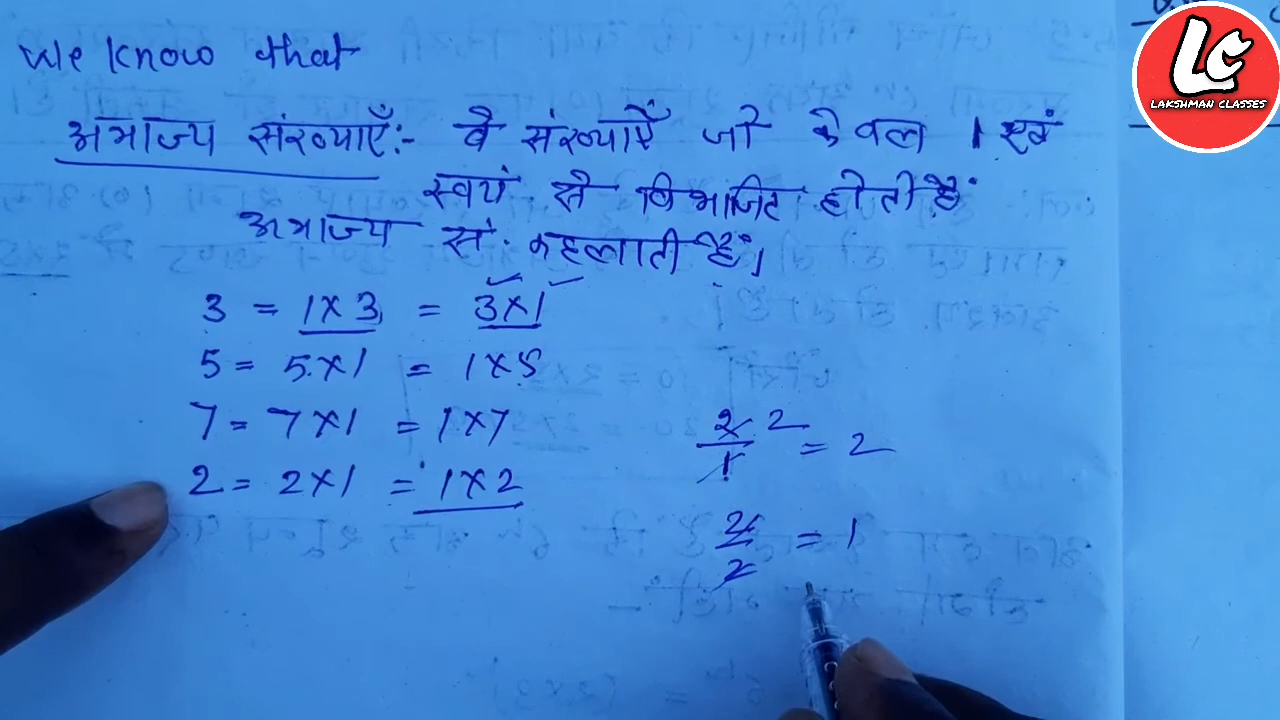 We know that
अभाज्य संख्याएँ:- वे संख्याएँ जो केवल 1 एवं
स्वयं से विभाजित होती है
अभाज्य सं. कहलाती है।
3 = 1×3 = 3×1
5 = 5×1 = 1×5
7 = 7×1 = 1×7
2 = 2×1 = 1×2
2/1 2 = 2
2/2 = 1
LC
LAKSHMAN CLASSES